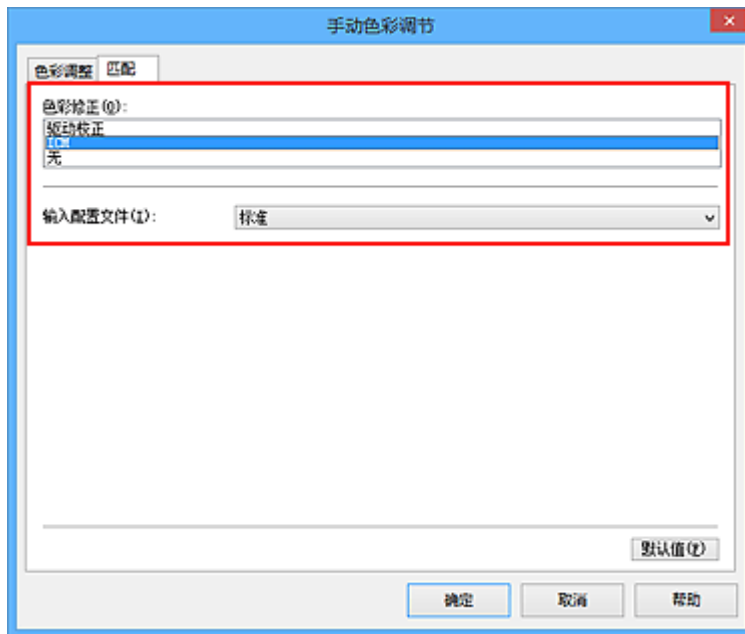 手动色彩调节
色彩调整 匹配
色彩修正(Q):
驱动校正
ICM
无
输入配置文件(I): 标准
默认值(Y)
确定 取消 帮助